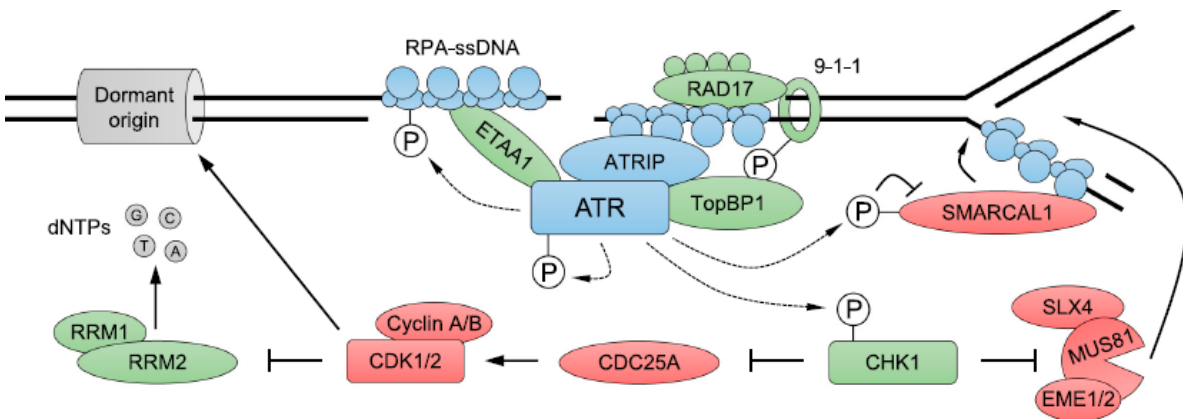 RPA-ssDNA
9-1-1
RAD17
Dormant
origin
P
ETAA1
ATRIP
P
ATR
TopBP1
P
SMARCAL1
dNTPs
G
C
T
A
P
P
SLX4
RRM1
Cyclin A/B
MUS81
RRM2
CDK1/2
CDC25A
CHK1
EME1/2